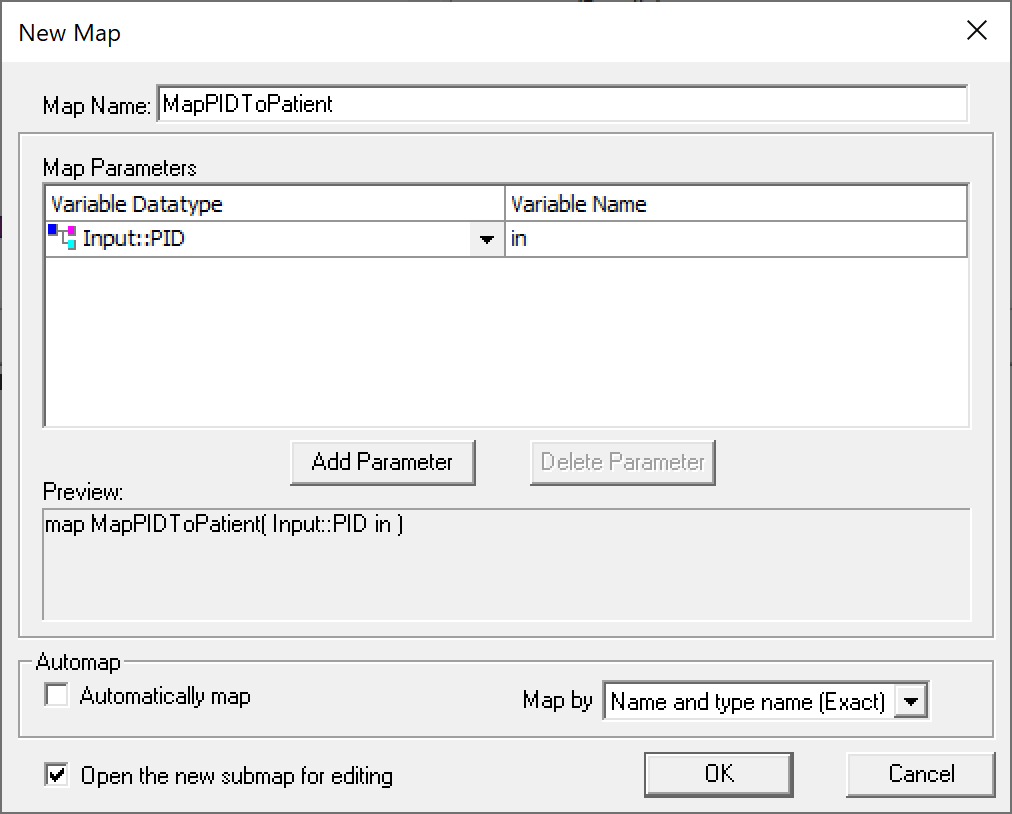 New Map
Map Name: MapPIDToPatient
Map Parameters
Variable Datatype Variable Name
Input::PID in
Add Parameter Delete Parameter
Preview:
map MapPIDToPatient( Input::PID in )
Automap
Automatically map Map by Name and type name (Exact)
Open the new submap for editing OK Cancel